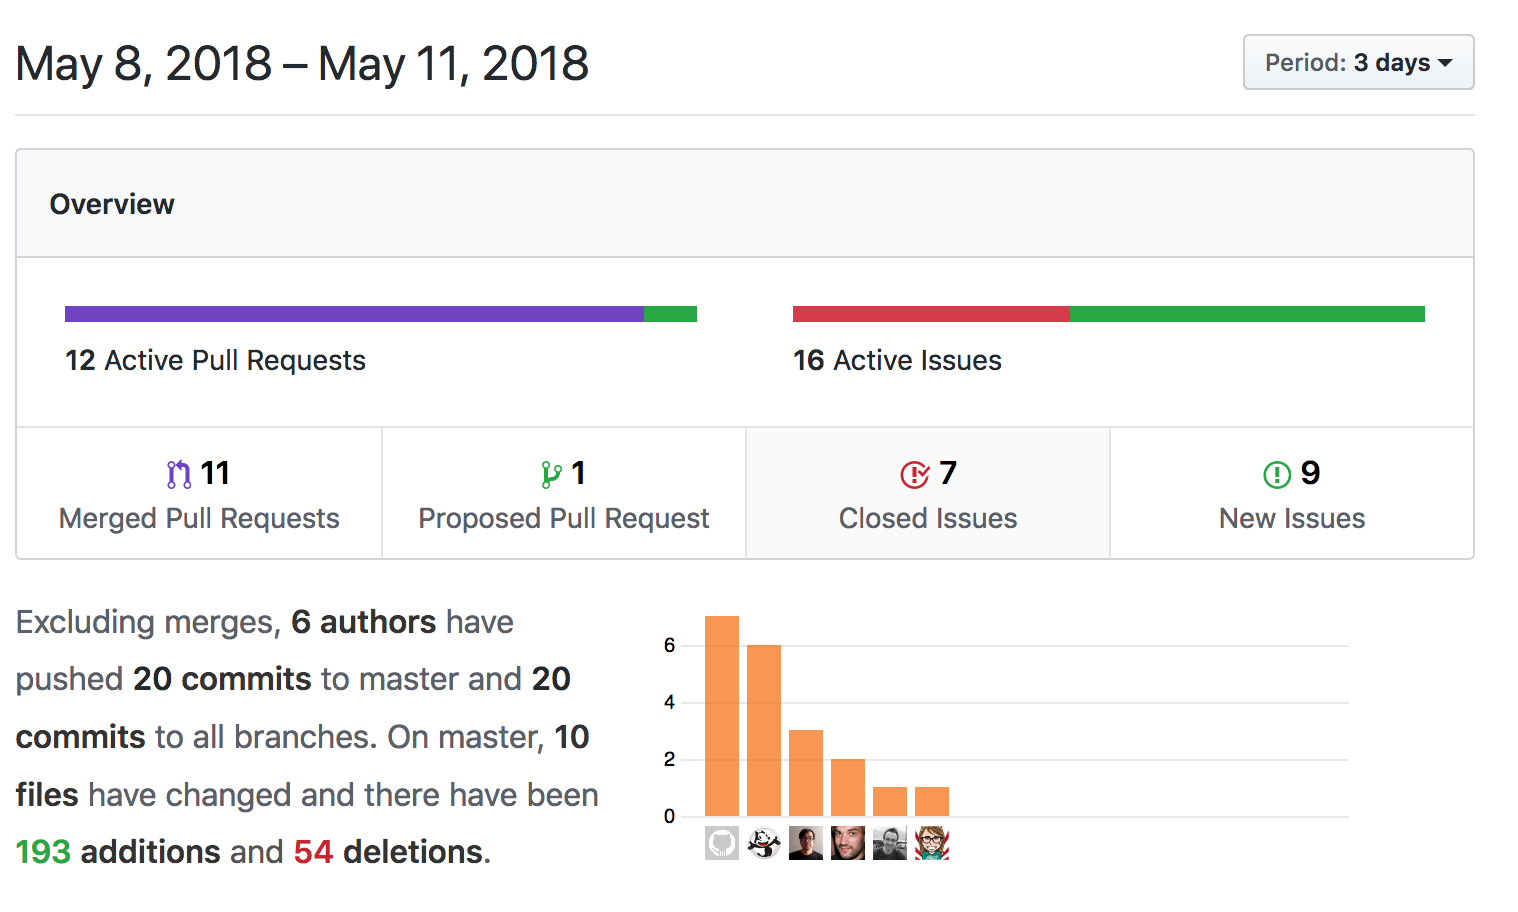 May 8, 2018 – May 11, 2018
Period: 3 days
Overview
12 Active Pull Requests
16 Active Issues
11
Merged Pull Requests
1
Proposed Pull Request
7
Closed Issues
9
New Issues
Excluding merges, 6 authors have
pushed 20 commits to master and 20
commits to all branches. On master, 10
files have changed and there have been
193 additions and 54 deletions.
6
4
2
0